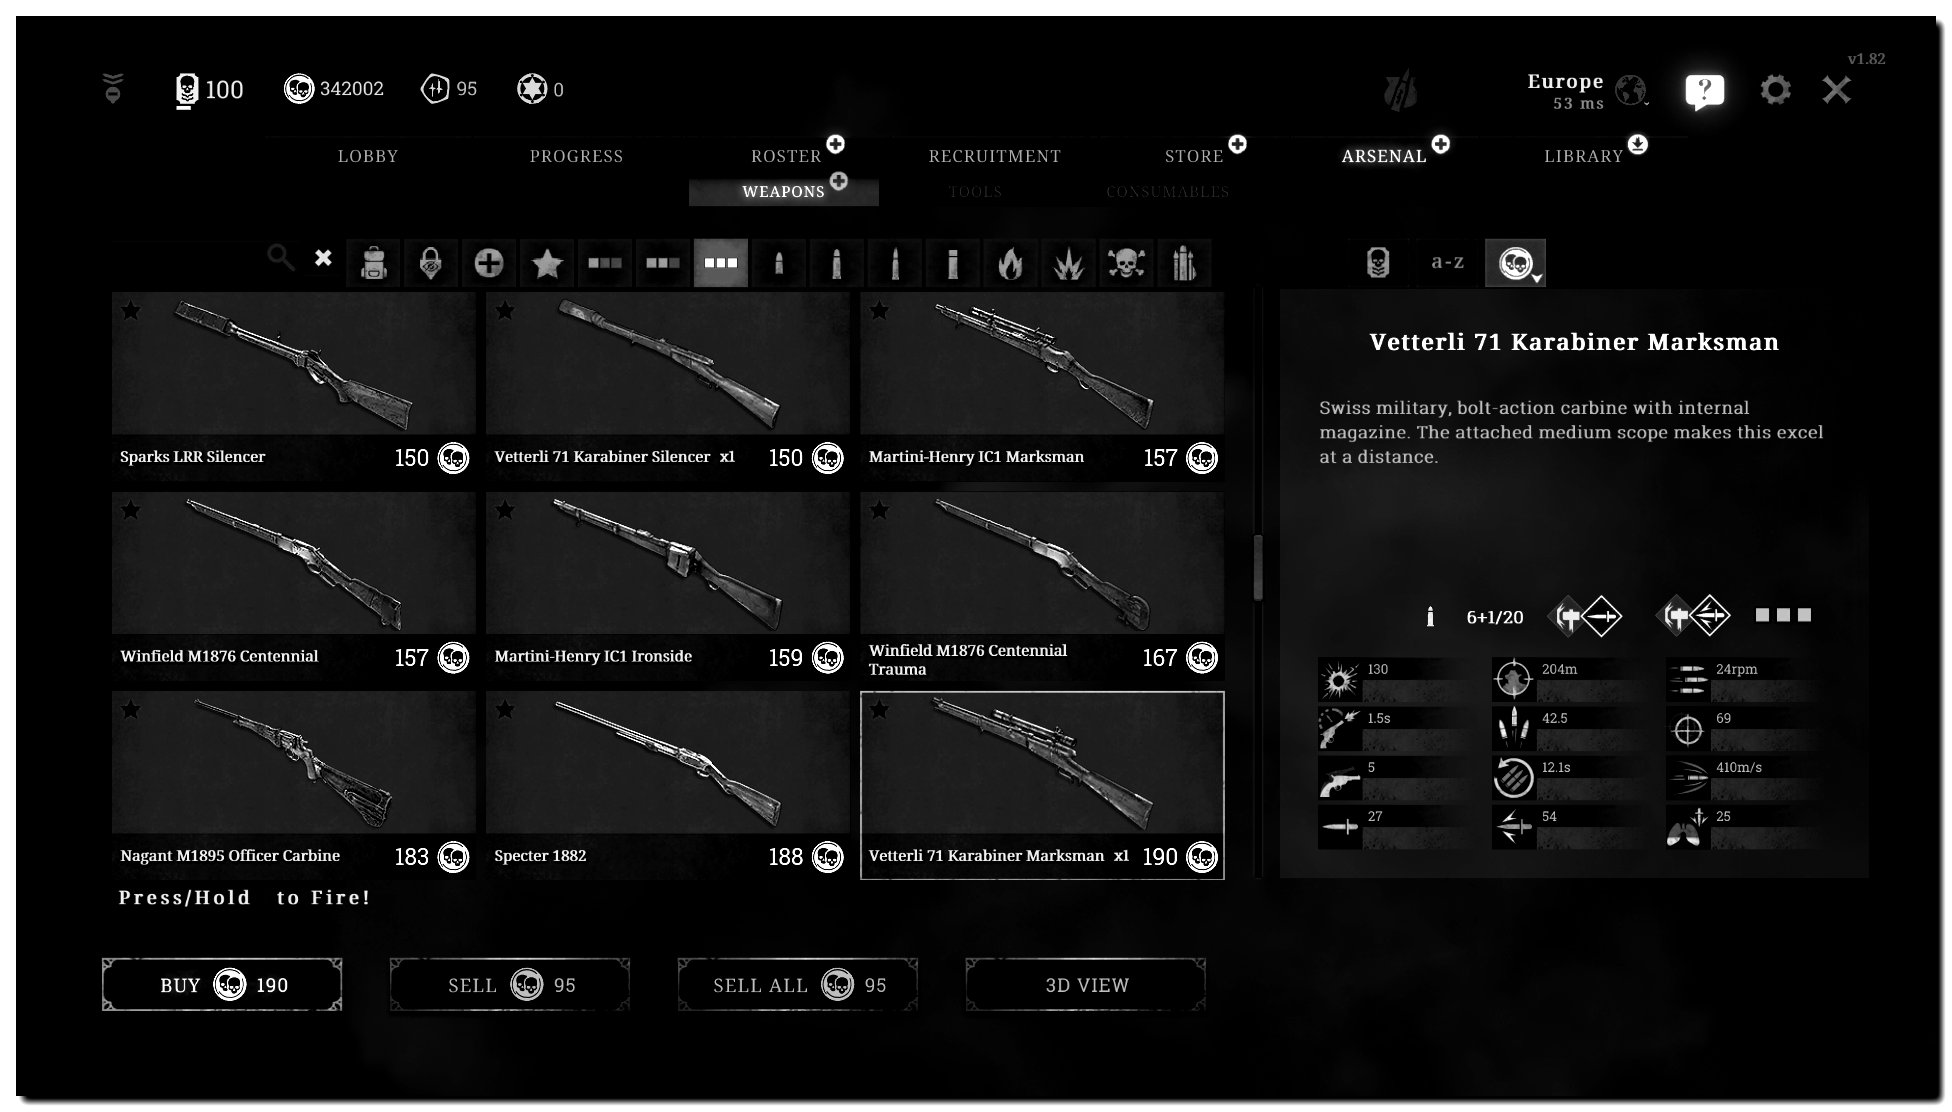 v1.82
100
342002
95
0
Europe
53 ms
?
LOBBY
PROGRESS
ROSTER
RECRUITMENT
STORE
ARSENAL
LIBRARY
WEAPONS
TOOLS
CONSUMABLES
a-z
Sparks LRR Silencer 150
Vetterli 71 Karabiner Silencer x1 150
Martini-Henry IC1 Marksman 157
Winfield M1876 Centennial 157
Martini-Henry IC1 Ironside 159
Winfield M1876 Centennial
Trauma 167
Nagant M1895 Officer Carbine 183
Specter 1882 188
Vetterli 71 Karabiner Marksman x1 190
Press/Hold to Fire!
BUY 190
SELL 95
SELL ALL 95
3D VIEW
Vetterli 71 Karabiner Marksman
Swiss military, bolt-action carbine with internal
magazine. The attached medium scope makes this excel
at a distance.
6+1/20
130
204m
24rpm
1.5s
42.5
69
5
12.1s
410m/s
27
54
25